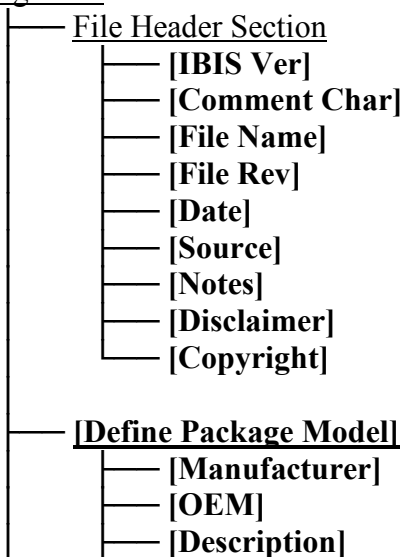 File Header Section
[IBIS Ver]
[Comment Char]
[File Name]
[File Rev]
[Date]
[Source]
[Notes]
[Disclaimer]
[Copyright]
[Define Package Model]
[Manufacturer]
[OEM]
[Description]